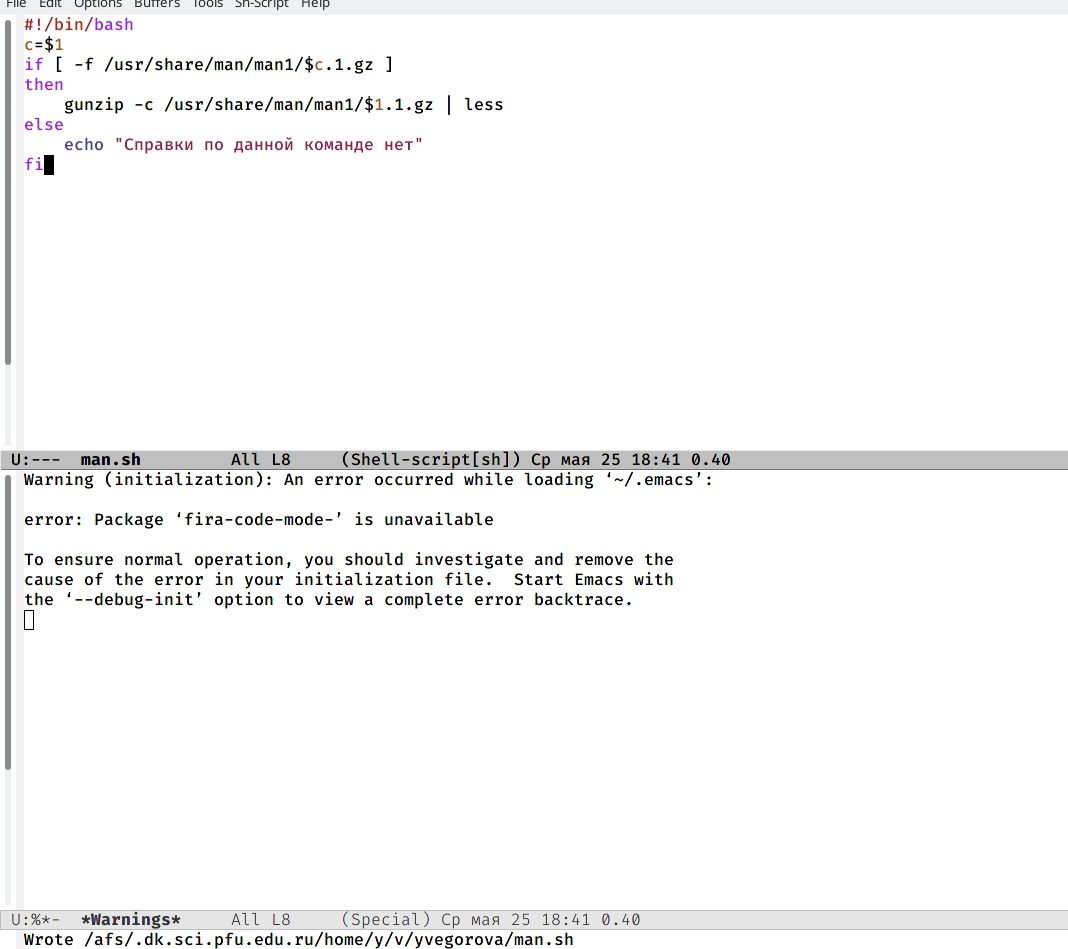 File Edit Options Buffers Tools Sh-Script Help
#!/bin/bash
c=$1
if [ -f /usr/share/man/man1/$c.1.gz ]
then
    gunzip -c /usr/share/man/man1/$1.1.gz | less
else
    echo "Справки по данной команде нет"
fi
U:---  man.sh         All L8     (Shell-script[sh]) Ср мая 25 18:41 0.40
Warning (initialization): An error occurred while loading ‘~/.emacs’:
error: Package ‘fira-code-mode-’ is unavailable
To ensure normal operation, you should investigate and remove the
cause of the error in your initialization file.  Start Emacs with
the ‘--debug-init’ option to view a complete error backtrace.
U:%*-  *Warnings*     All L8     (Special) Ср мая 25 18:41 0.40
Wrote /afs/.dk.sci.pfu.edu.ru/home/y/v/yvegorova/man.sh